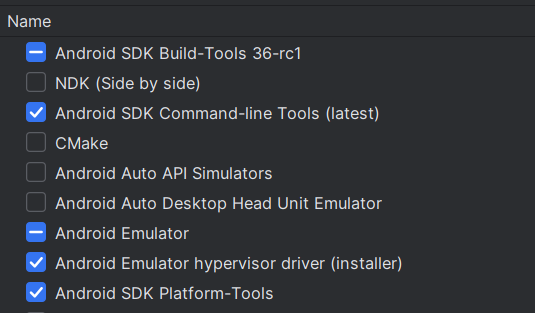 Name
Android SDK Build-Tools 36-rc1
NDK (Side by side)
Android SDK Command-line Tools (latest)
CMake
Android Auto API Simulators
Android Auto Desktop Head Unit Emulator
Android Emulator
Android Emulator hypervisor driver (installer)
Android SDK Platform-Tools